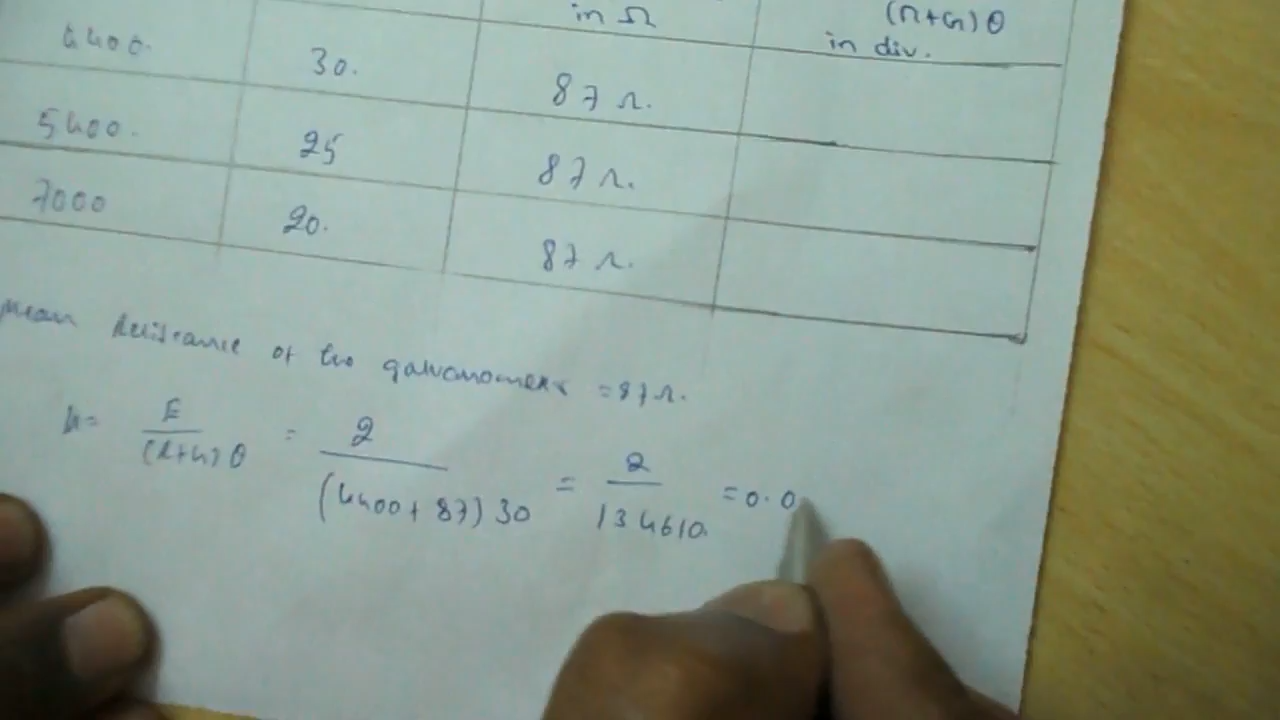 in Ω (R+G)θ
in div.
4400. 30. 87 Ω.
5400. 25 87 Ω.
7000 20. 87 Ω.
Mean Resistance of the galvanometer = 87 Ω.
k = E / (R+G) θ = 2 / (4400 + 87) 30 = 2 / 134610. = 0.0